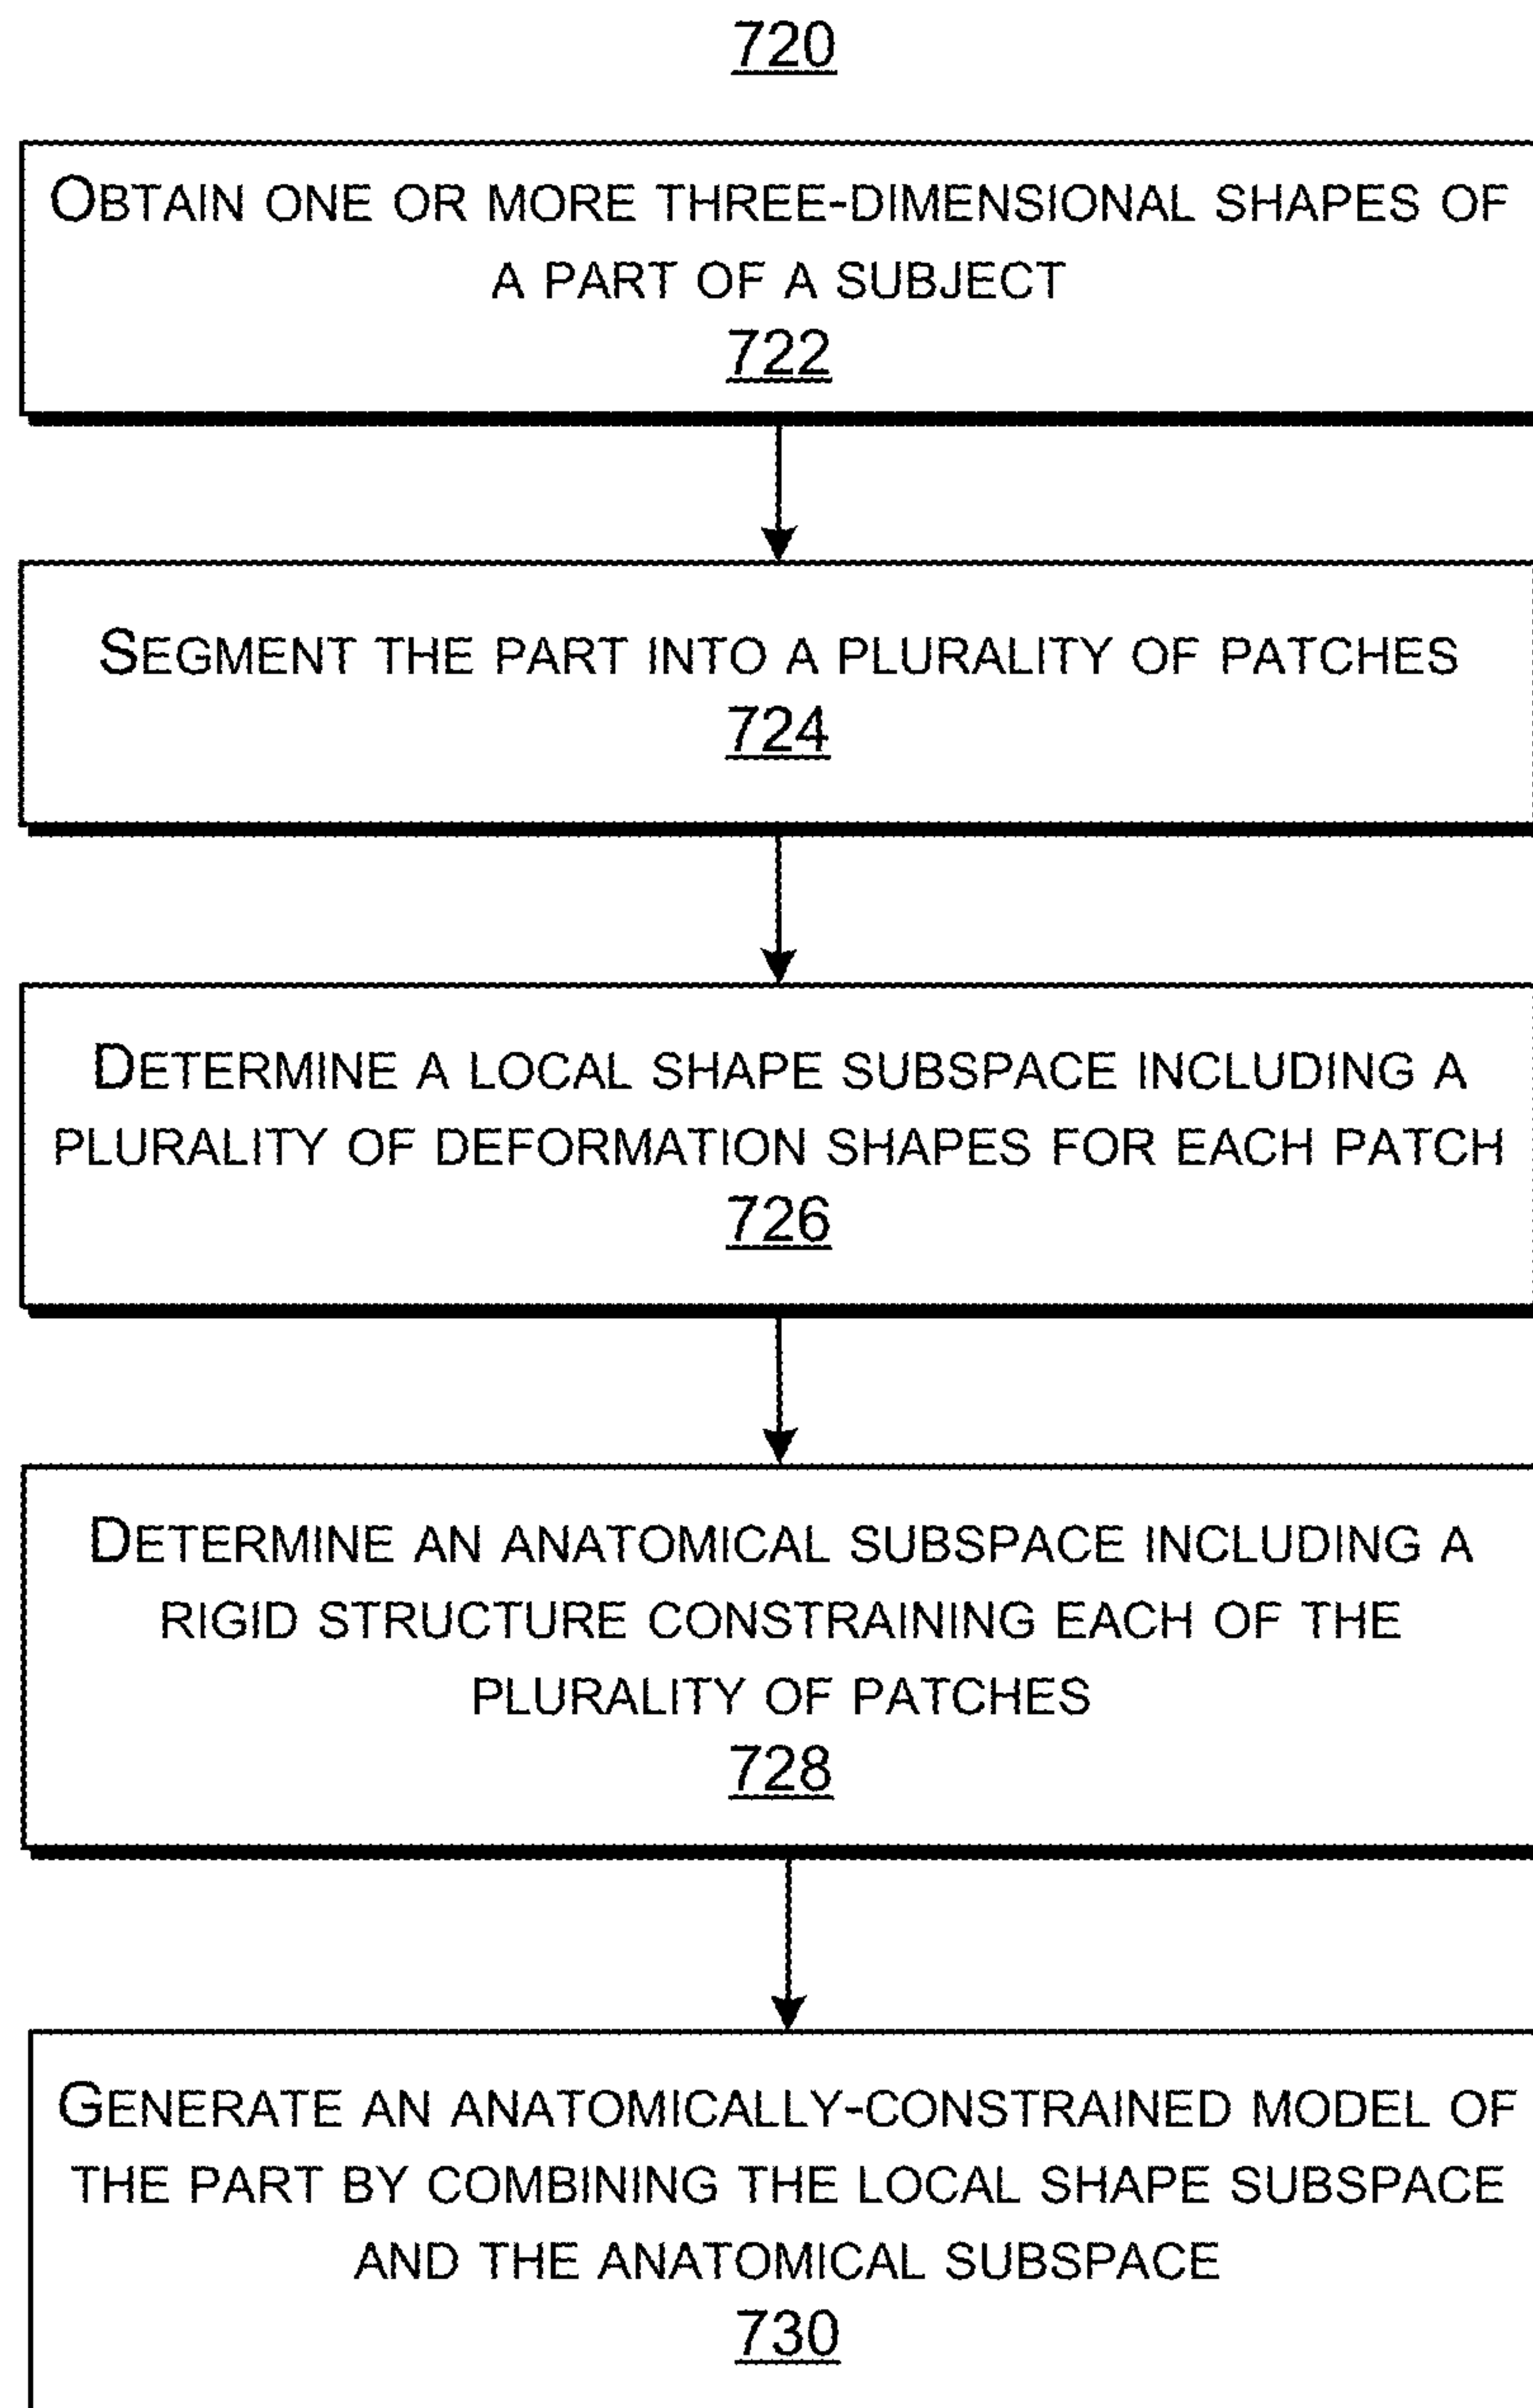 720
OBTAIN ONE OR MORE THREE-DIMENSIONAL SHAPES OF
A PART OF A SUBJECT
722
SEGMENT THE PART INTO A PLURALITY OF PATCHES
724
DETERMINE A LOCAL SHAPE SUBSPACE INCLUDING A
PLURALITY OF DEFORMATION SHAPES FOR EACH PATCH
726
DETERMINE AN ANATOMICAL SUBSPACE INCLUDING A
RIGID STRUCTURE CONSTRAINING EACH OF THE
PLURALITY OF PATCHES
728
GENERATE AN ANATOMICALLY-CONSTRAINED MODEL OF
THE PART BY COMBINING THE LOCAL SHAPE SUBSPACE
AND THE ANATOMICAL SUBSPACE
730